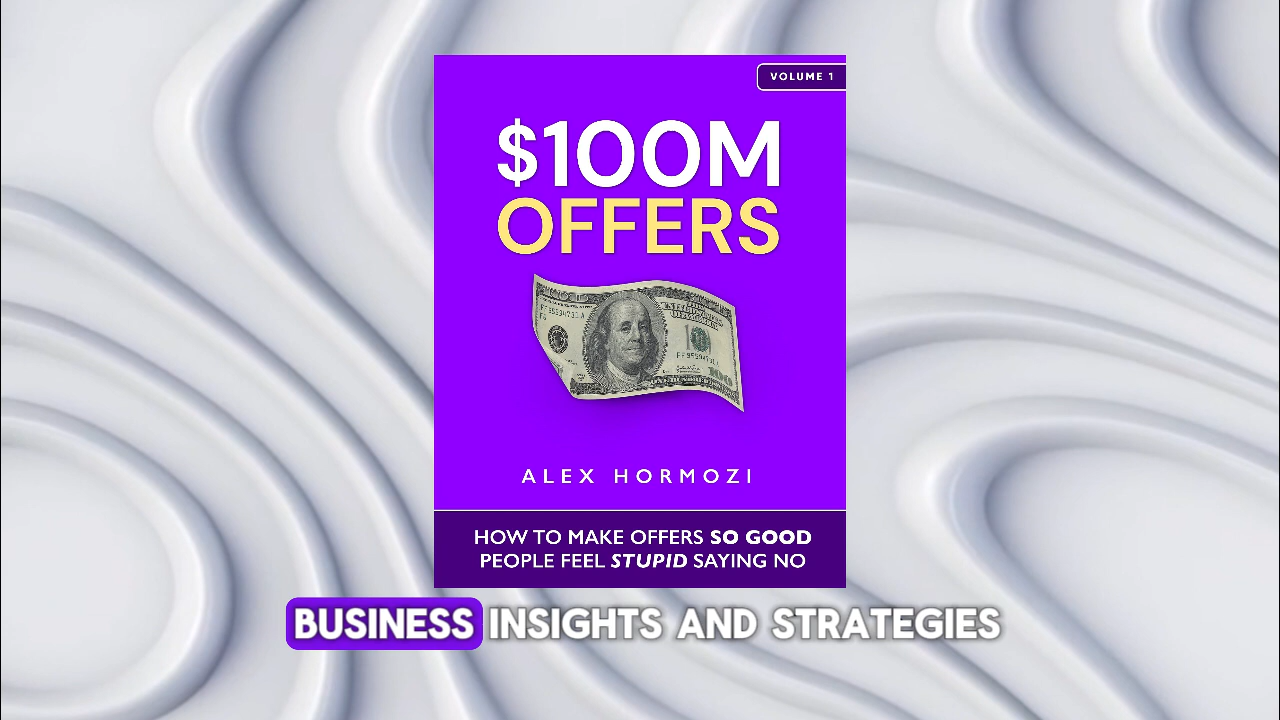 VOLUME 1
$100M
OFFERS
ALEX HORMOZI
HOW TO MAKE OFFERS SO GOOD
PEOPLE FEEL STUPID SAYING NO
BUSINESS INSIGHTS AND STRATEGIES